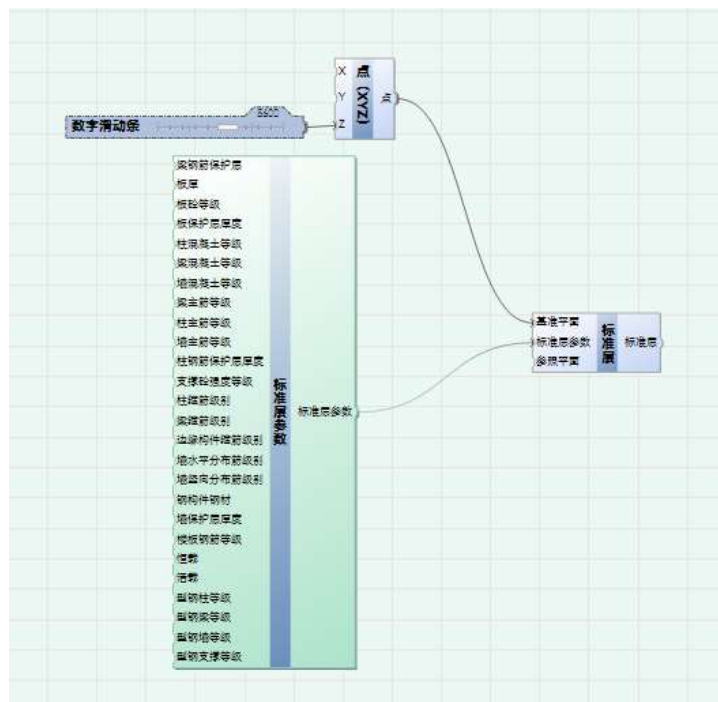 X
点 (XYZ)
Y
点
Z
数字滑动条
梁钢筋保护层
板厚
板砼等级
板保护层厚度
柱混凝土等级
梁混凝土等级
墙混凝土等级
梁主筋等级
柱主筋等级
墙主筋等级
柱钢筋保护层厚度
支撑砼强度等级
柱箍筋级别
梁箍筋级别
边缘构件箍筋级别
墙水平分布筋级别
墙竖向分布筋级别
钢构件钢材
墙保护层厚度
楼板钢筋等级
恒载
活载
型钢柱等级
型钢梁等级
型钢墙等级
型钢支撑等级
标准层参数
标准层参数
基准平面
标准层参数
参照平面
标准层
标准层